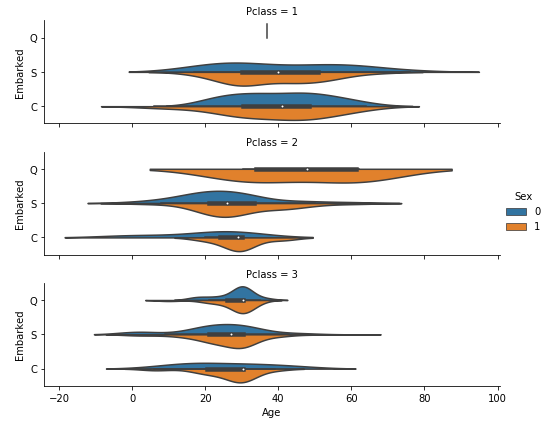 Pclass = 1
Embarked
Q
S
C
Pclass = 2
Embarked
Q
S
C
Sex
0
1
Pclass = 3
Embarked
Q
S
C
−20 0 20 40 60 80 100
Age